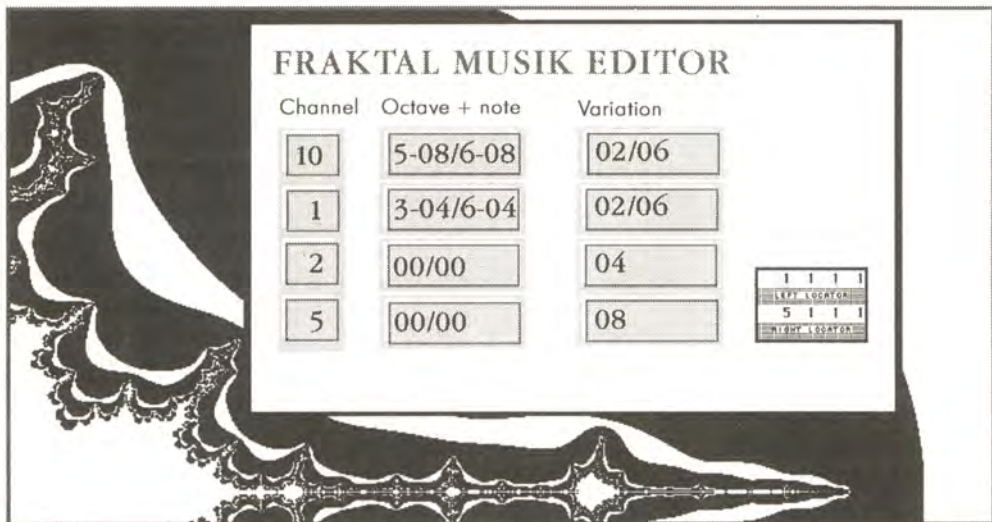 FRAKTAL MUSIK EDITOR
Channel Octave + note Variation
10 5-08/6-08 02/06
1 3-04/6-04 02/06
2 00/00 04
5 00/00 08
1 1 1 1
LEFT LOCATOR
5 1 1 1
RIGHT LOCATOR